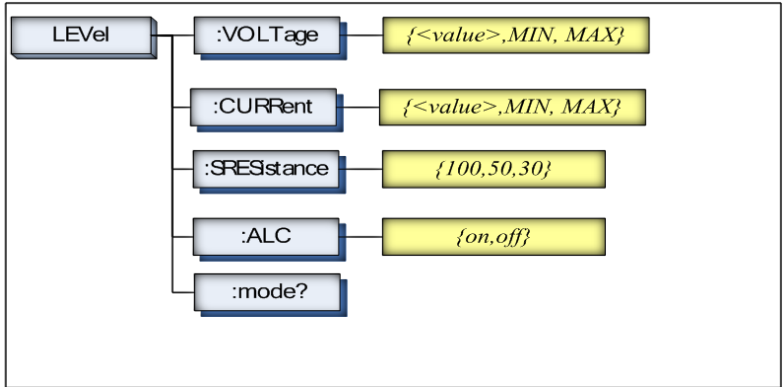 LEVel :VOLTage {<value>,MIN, MAX}
:CURRent {<value>,MIN, MAX}
:SRESistance {100,50,30}
:ALC {on,off}
:mode?